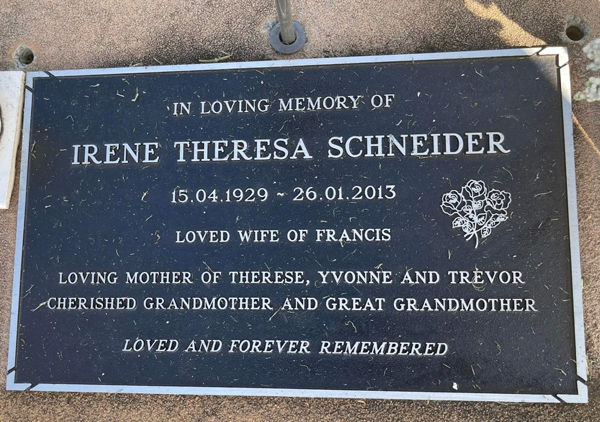 IN LOVING MEMORY OF
IRENE THERESA SCHNEIDER
15.04.1929 ~ 26.01.2013
LOVED WIFE OF FRANCIS
LOVING MOTHER OF THERESE, YVONNE AND TREVOR
CHERISHED GRANDMOTHER AND GREAT GRANDMOTHER
LOVED AND FOREVER REMEMBERED